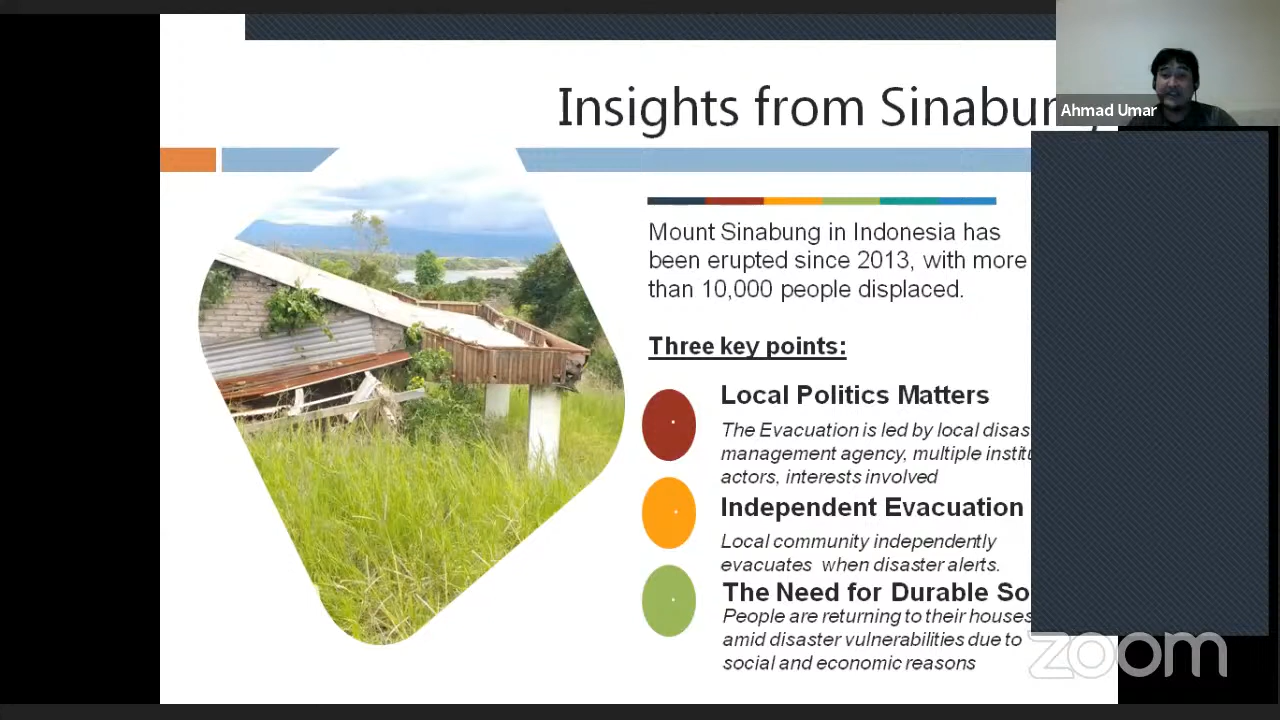 Insights from Sinabun
Ahmad Umar
Mount Sinabung in Indonesia has
been erupted since 2013, with more
than 10,000 people displaced.
Three key points:
Local Politics Matters
The Evacuation is led by local disas
management agency, multiple institu
actors, interests involved
Independent Evacuation
Local community independently
evacuates when disaster alerts.
The Need for Durable So
People are returning to their houses
amid disaster vulnerabilities due to
social and economic reasons
zoom